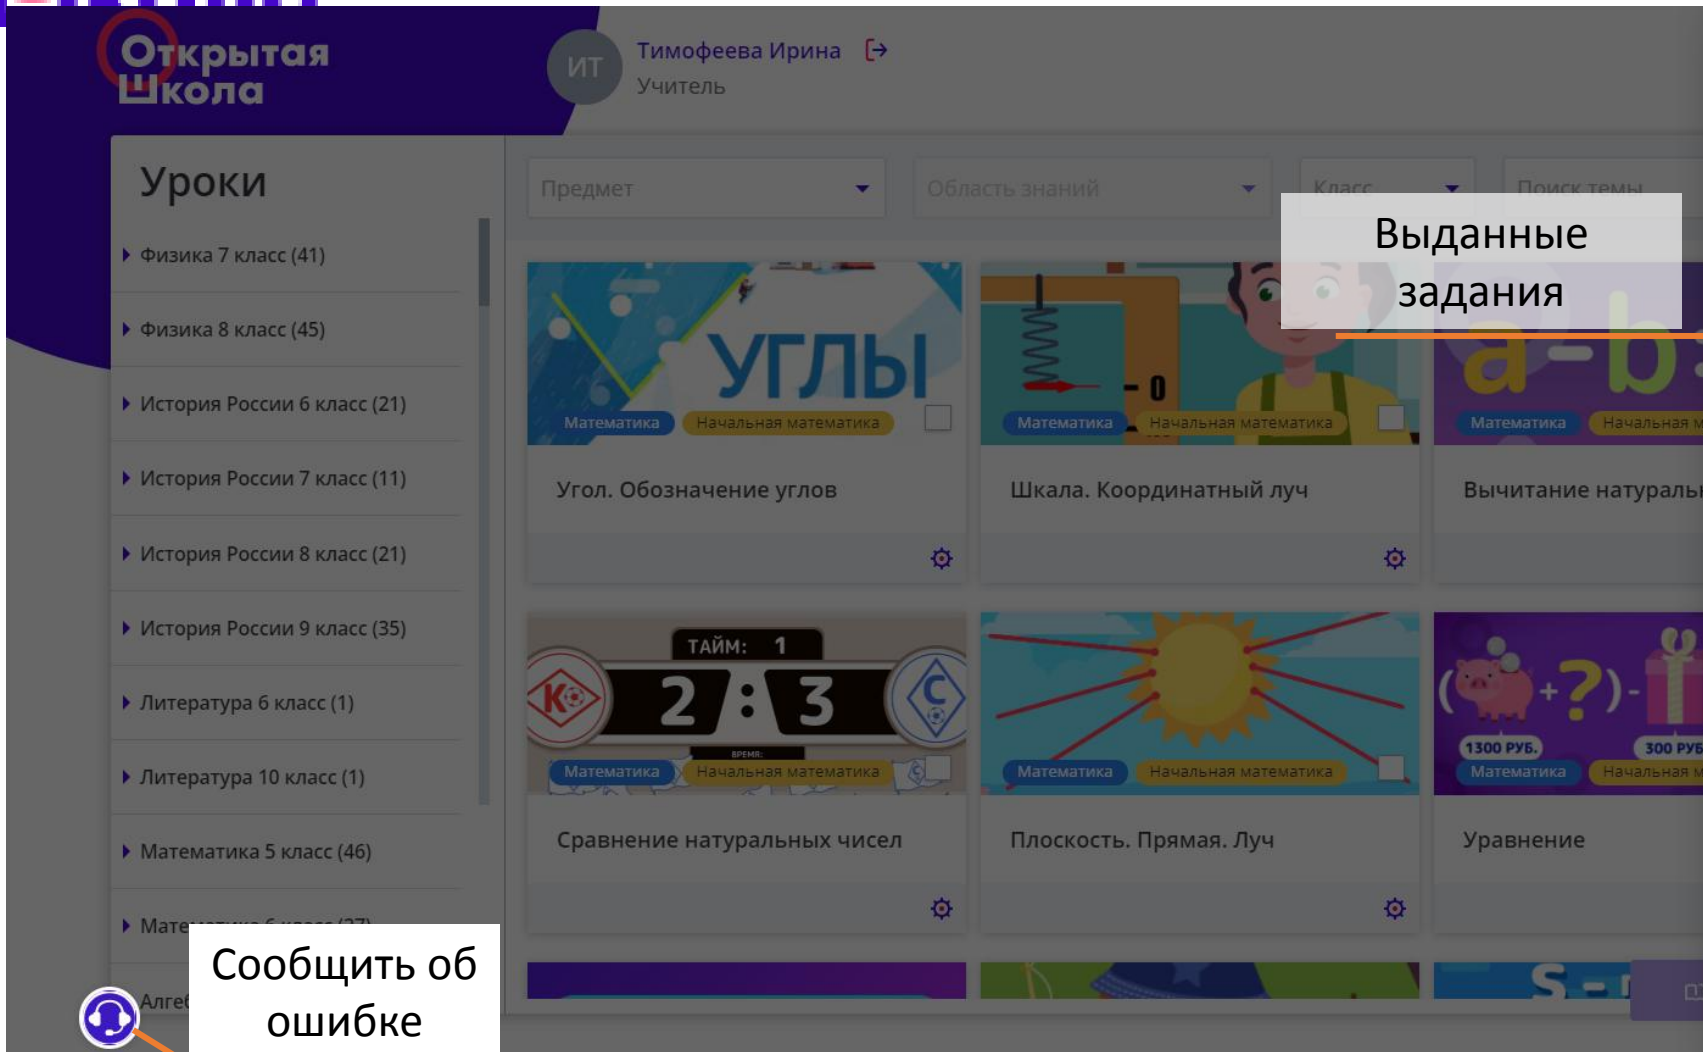 Открытая
Школа
ИТ
Тимофеева Ирина
Учитель
Уроки
Физика 7 класс (41)
Физика 8 класс (45)
История России 6 класс (21)
История России 7 класс (11)
История России 8 класс (21)
История России 9 класс (35)
Литература 6 класс (1)
Литература 10 класс (1)
Математика 5 класс (46)
Предмет
Область знаний
Класс
Поиск темы
Выданные
задания
УГЛЫ
Математика
Начальная математика
Угол. Обозначение углов
- 0
Математика
Начальная математика
Шкала. Координатный луч
a-b
Математика
Начальная
Вычитание
ТАЙМ: 1
К
2 : 3
С
ВРЕМЯ:
Математика
Начальная математика
Сравнение натуральных чисел
Математика
Начальная математика
Плоскость. Прямая. Луч
( +?)-
1300 РУБ.
300 РУБ
Математика
Начальная
Уравнение
S -
Сообщить об
ошибке